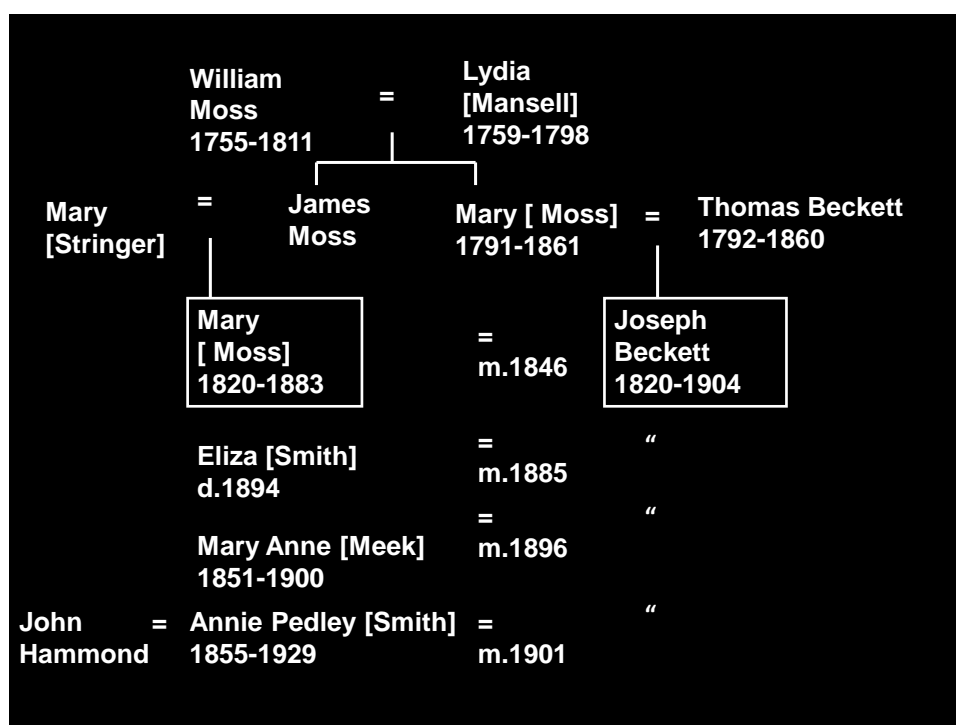 William
Moss
1755-1811
=
Lydia
[Mansell]
1759-1798
Mary
[Stringer]
=
James
Moss
Mary [ Moss]
1791-1861
=
Thomas Beckett
1792-1860
Mary
[ Moss]
1820-1883
=
m.1846
Joseph
Beckett
1820-1904
Eliza [Smith]
d.1894
=
m.1885
“
Mary Anne [Meek]
1851-1900
=
m.1896
“
John =
Hammond
Annie Pedley [Smith]
1855-1929
=
m.1901
“